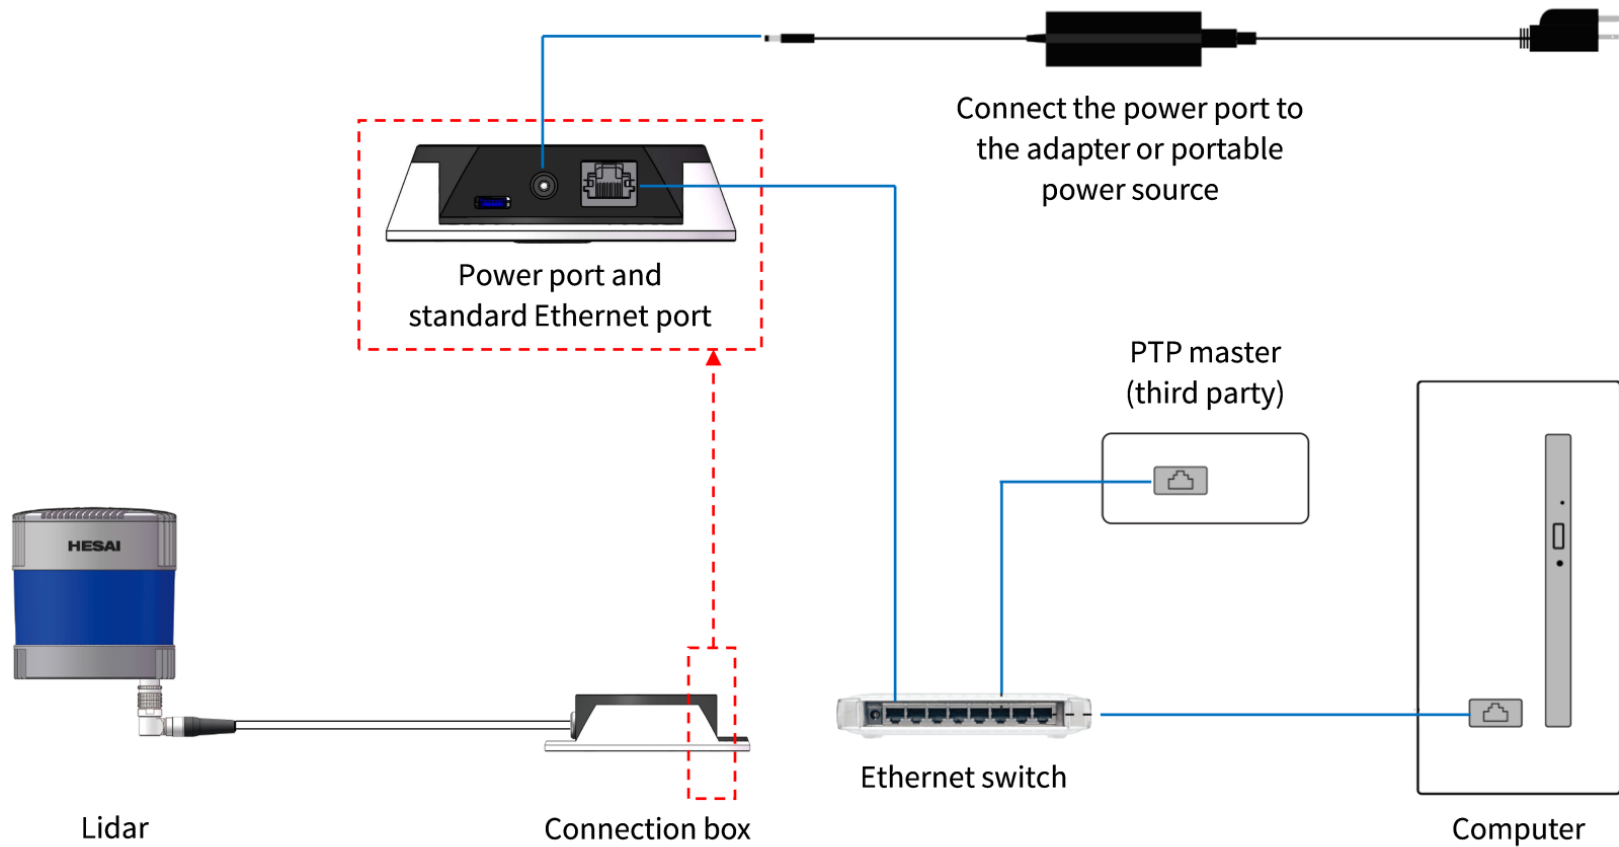 Connect the power port to
the adapter or portable
power source
Power port and
standard Ethernet port
PTP master
(third party)
HESAI
Ethernet switch
Lidar
Connection box
Computer